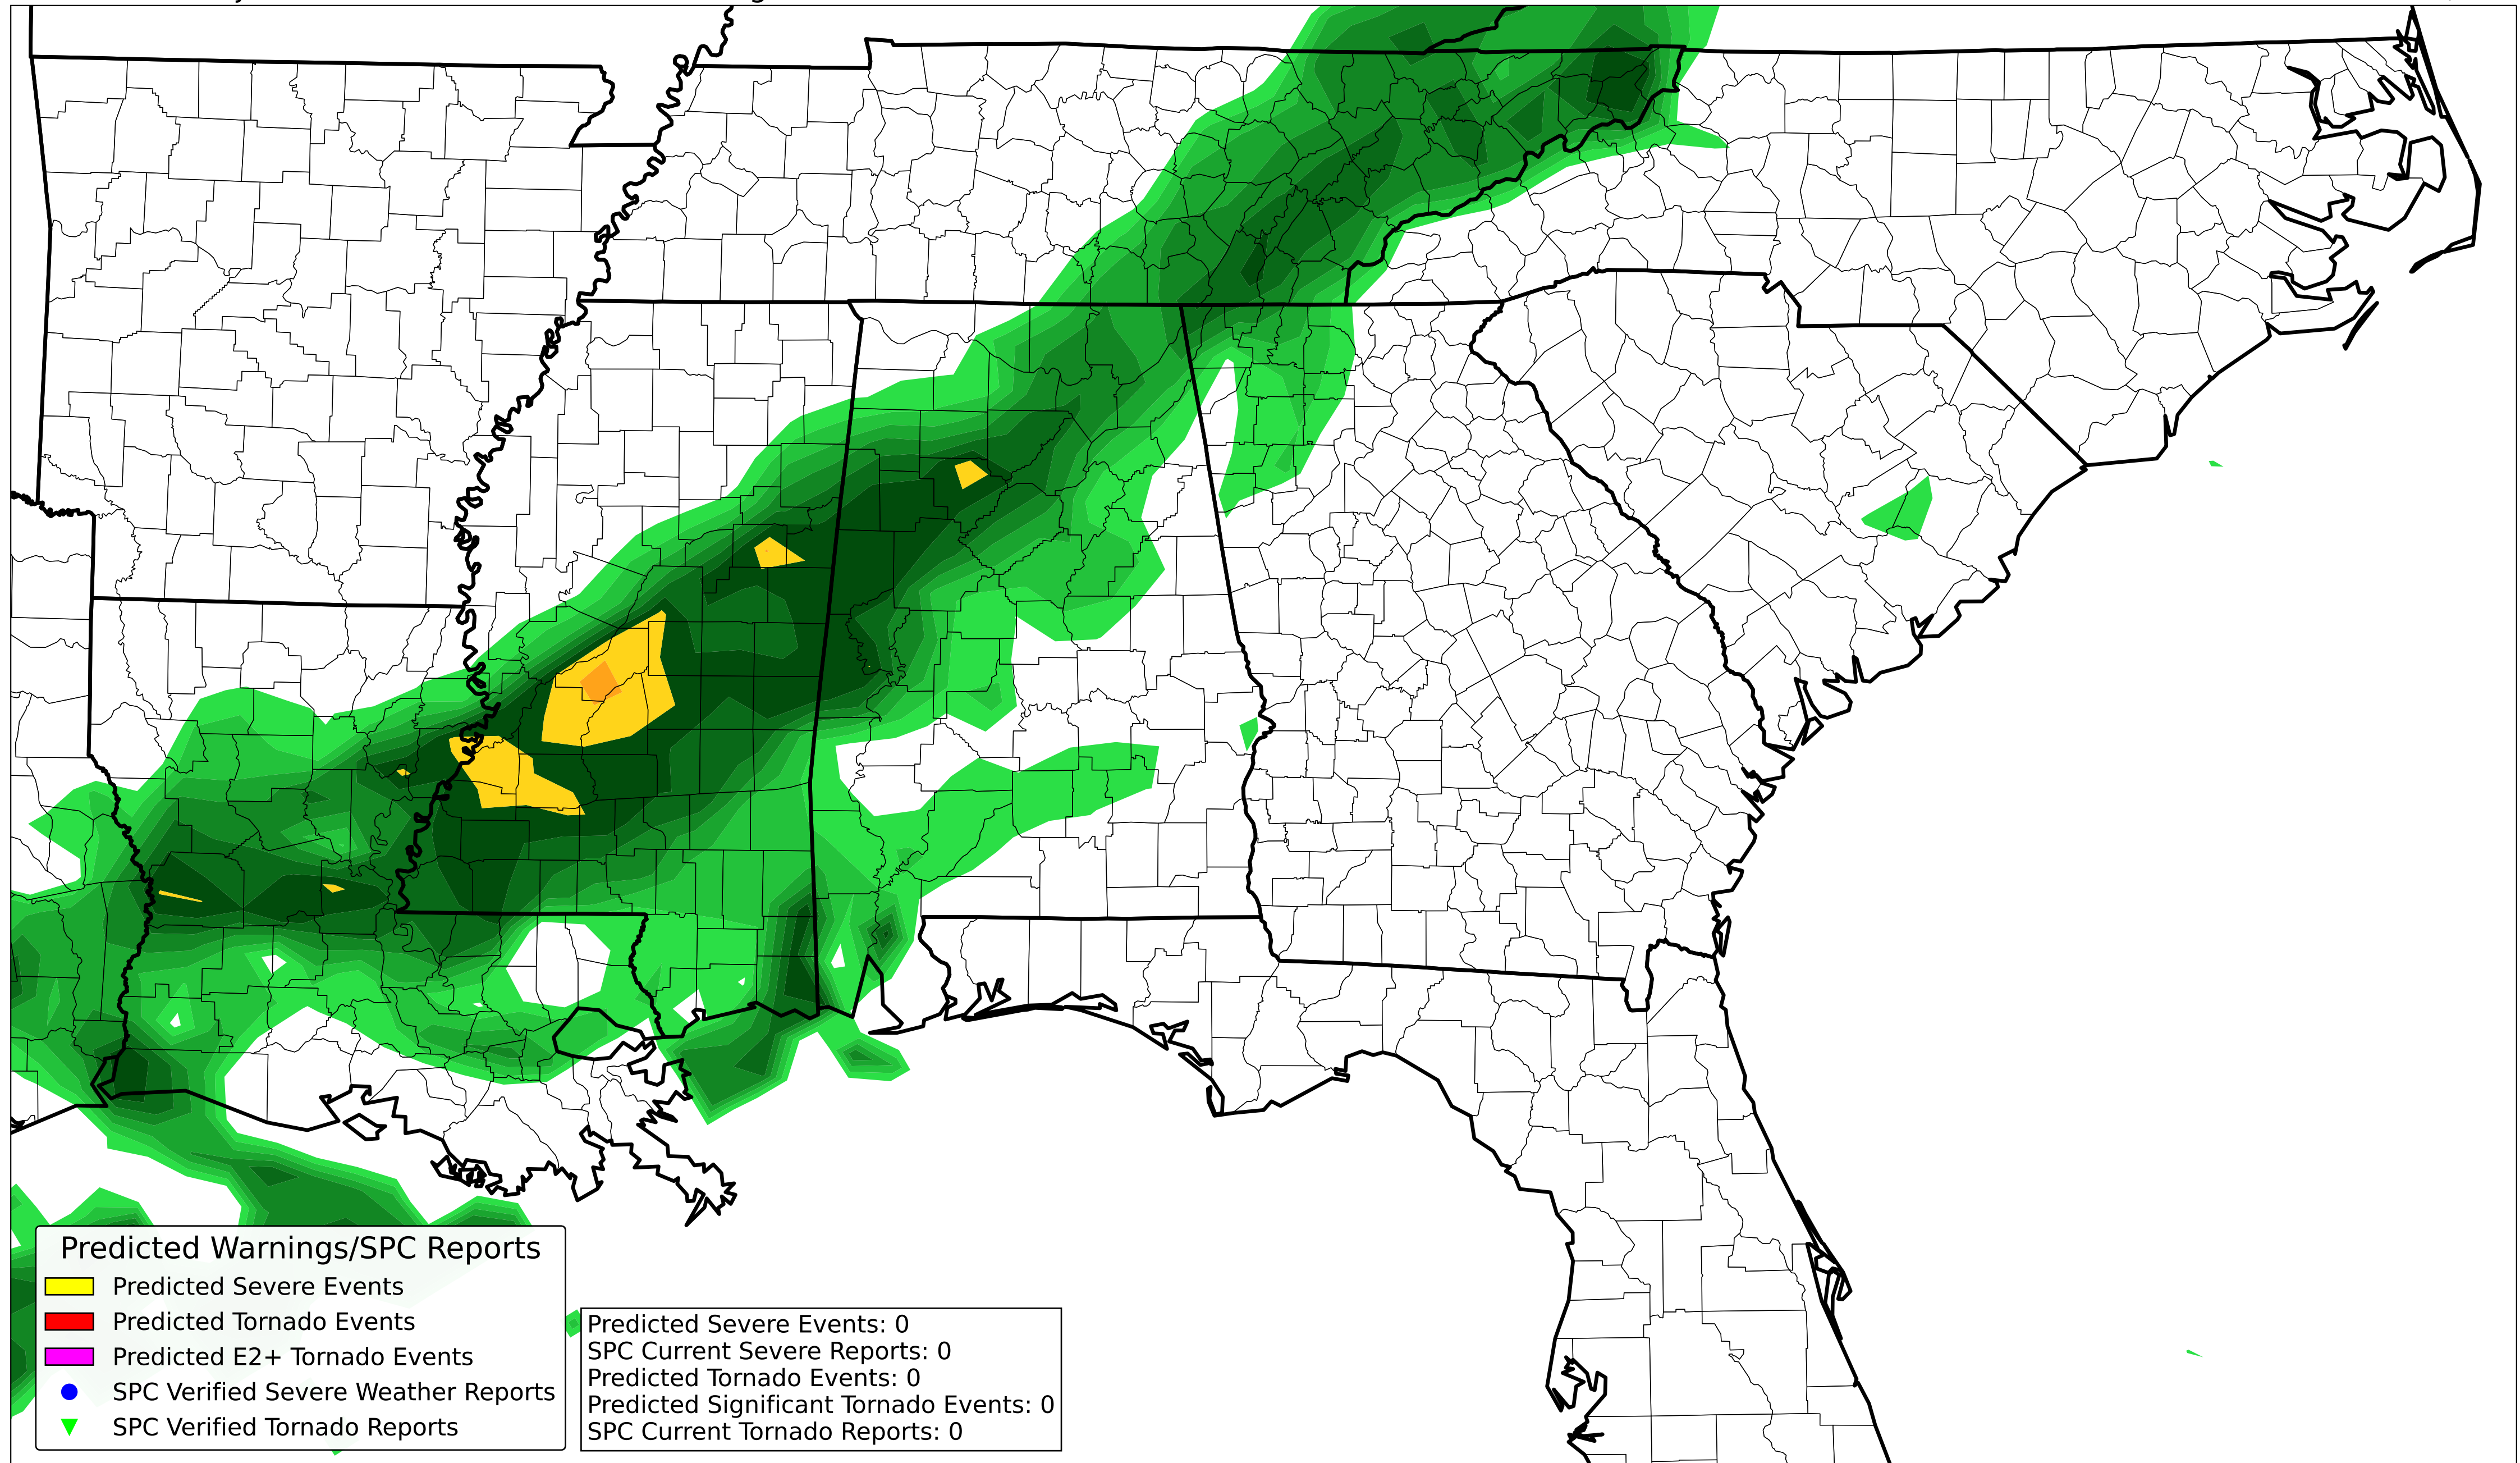 Predicted Warnings/SPC Reports
Predicted Severe Events
Predicted Tornado Events
Predicted E2+ Tornado Events
SPC Verified Severe Weather Reports
SPC Verified Tornado Reports
Predicted Severe Events: 0
SPC Current Severe Reports: 0
Predicted Tornado Events: 0
Predicted Significant Tornado Events: 0
SPC Current Tornado Reports: 0